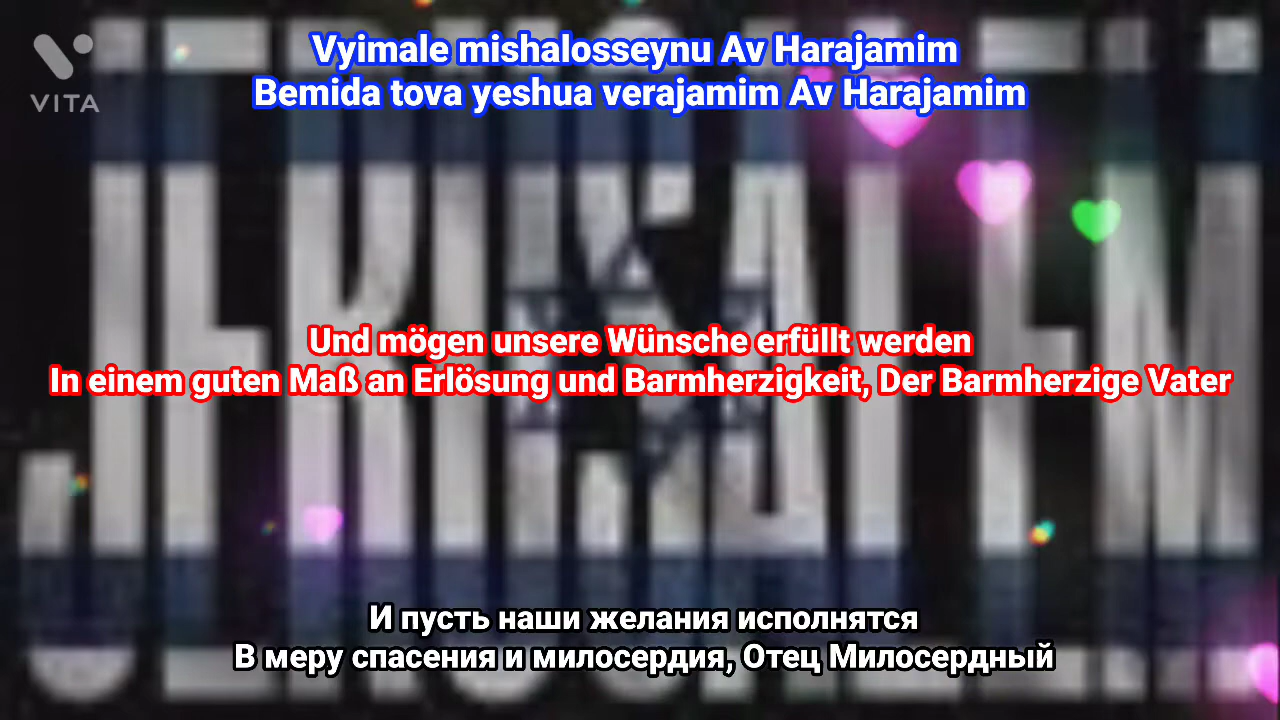 VITA
Vyimale mishalosseynu Av Harajamim
Bemida tova yeshua verajamim Av Harajamim
JERUSALEM
Und mögen unsere Wünsche erfüllt werden
In einem guten Maß an Erlösung und Barmherzigkeit, Der Barmherzige Vater
И пусть наши желания исполнятся
В меру спасения и милосердия, Отец Милосердный